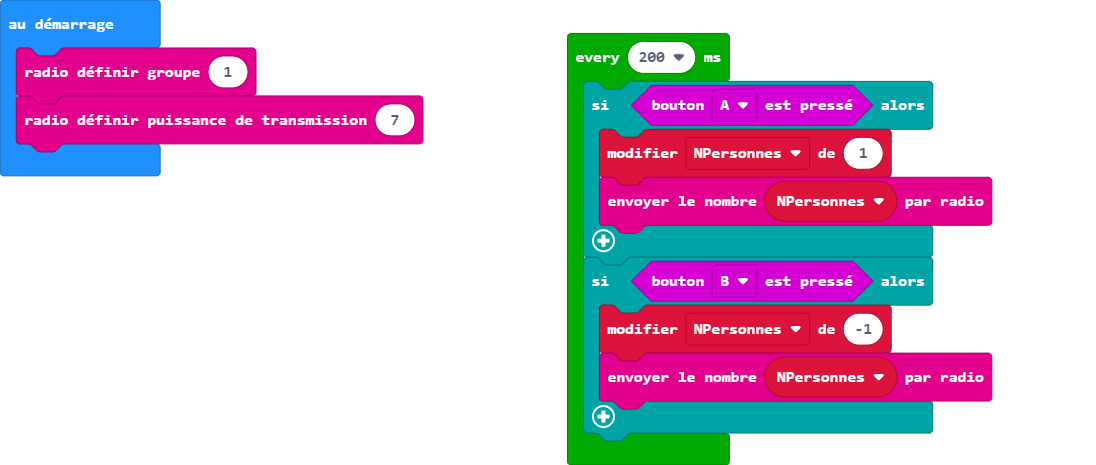 au démarrage
radio définir groupe 1
radio définir puissance de transmission 7
every 200 ms
si bouton A est pressé alors
modifier NPersonnes de 1
envoyer le nombre NPersonnes par radio
si bouton B est pressé alors
modifier NPersonnes de -1
envoyer le nombre NPersonnes par radio